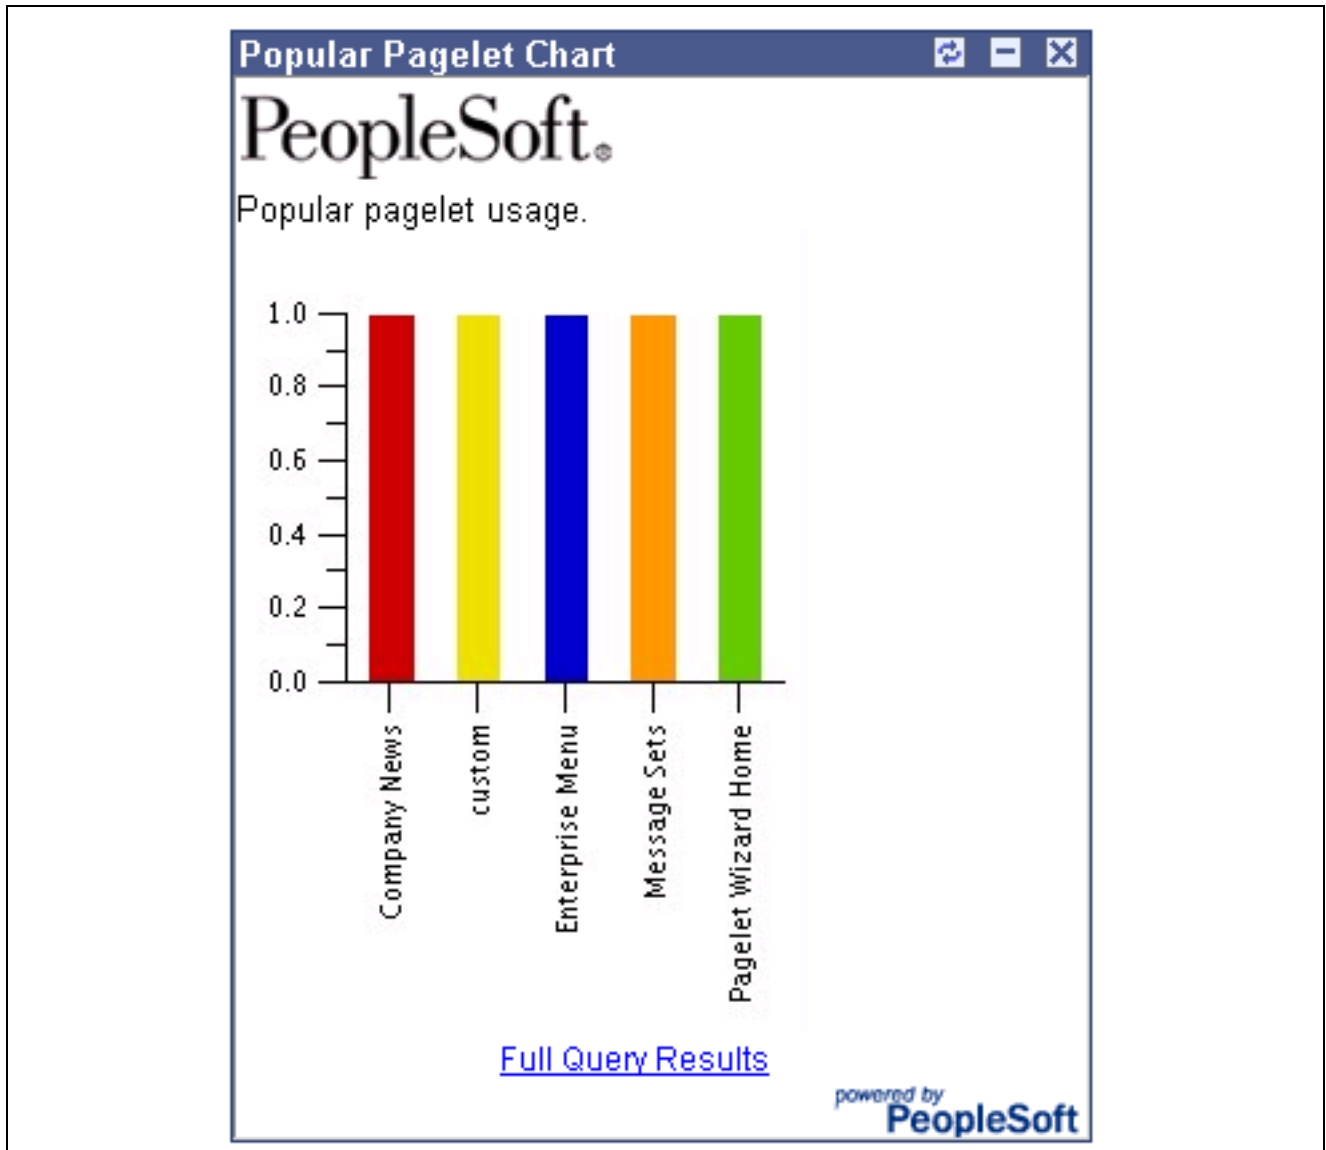 Popular Pagelet Chart
PeopleSoft®
Popular pagelet usage.
1.0
0.8
0.6
0.4
0.2
0.0
Company News
custom
Enterprise Menu
Message Sets
Pagelet Wizard Home
Full Query Results
powered by
PeopleSoft